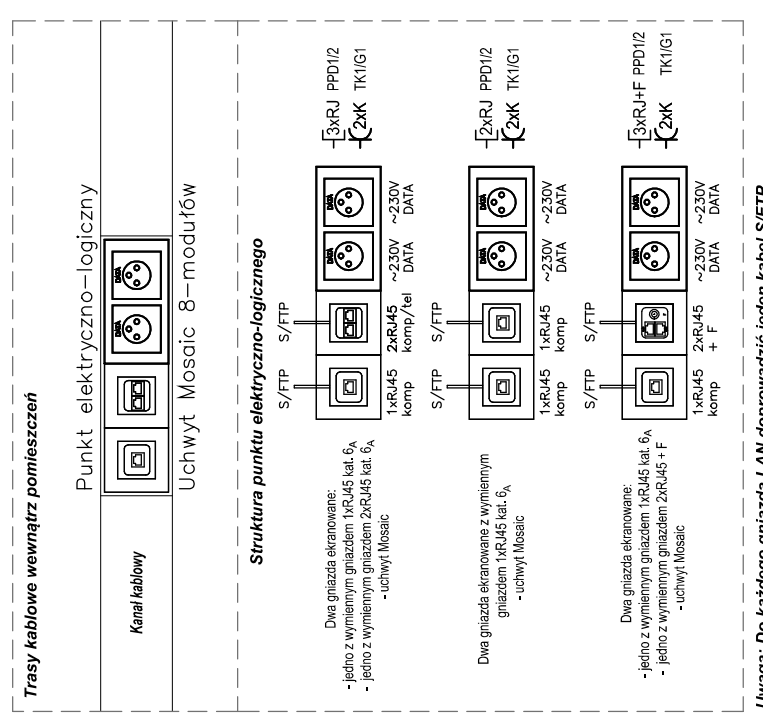 Trasy kablowe wewnątrz pomieszczeń
Punkt elektryczno-logiczny
Kanał kablowy
DATA
DATA
Uchwyt Mosaic 8-modułów
Struktura punktu elektryczno-logicznego
Dwa gniazda ekranowane:
- jedno z wymiennym gniazdem 1xRJ45 kat. 6A
- jedno z wymiennym gniazdem 2xRJ45 kat. 6A
- uchwyt Mosaic
S/FTP
S/FTP
DATA
DATA
1xRJ45
komp
2xRJ45
komp/tel
~230V
DATA
~230V
DATA
3xRJ PPD1/2
2xK TK1/G1
Dwa gniazda ekranowane z wymiennym
gniazdem 1xRJ45 kat. 6A
- uchwyt Mosaic
S/FTP
S/FTP
DATA
DATA
1xRJ45
komp
1xRJ45
komp
~230V
DATA
~230V
DATA
2xRJ PPD1/2
2xK TK1/G1
Dwa gniazda ekranowane:
- jedno z wymiennym gniazdem 1xRJ45 kat. 6A
- jedno z wymiennym gniazdem 2xRJ45 + F
- uchwyt Mosaic
S/FTP
S/FTP
DATA
DATA
1xRJ45
komp
2xRJ45
+ F
~230V
DATA
~230V
DATA
3xRJ+F PPD1/2
2xK TK1/G1
Uwaga: Do każdego gniazda LAN doprowadzić jeden kabel S/FTP